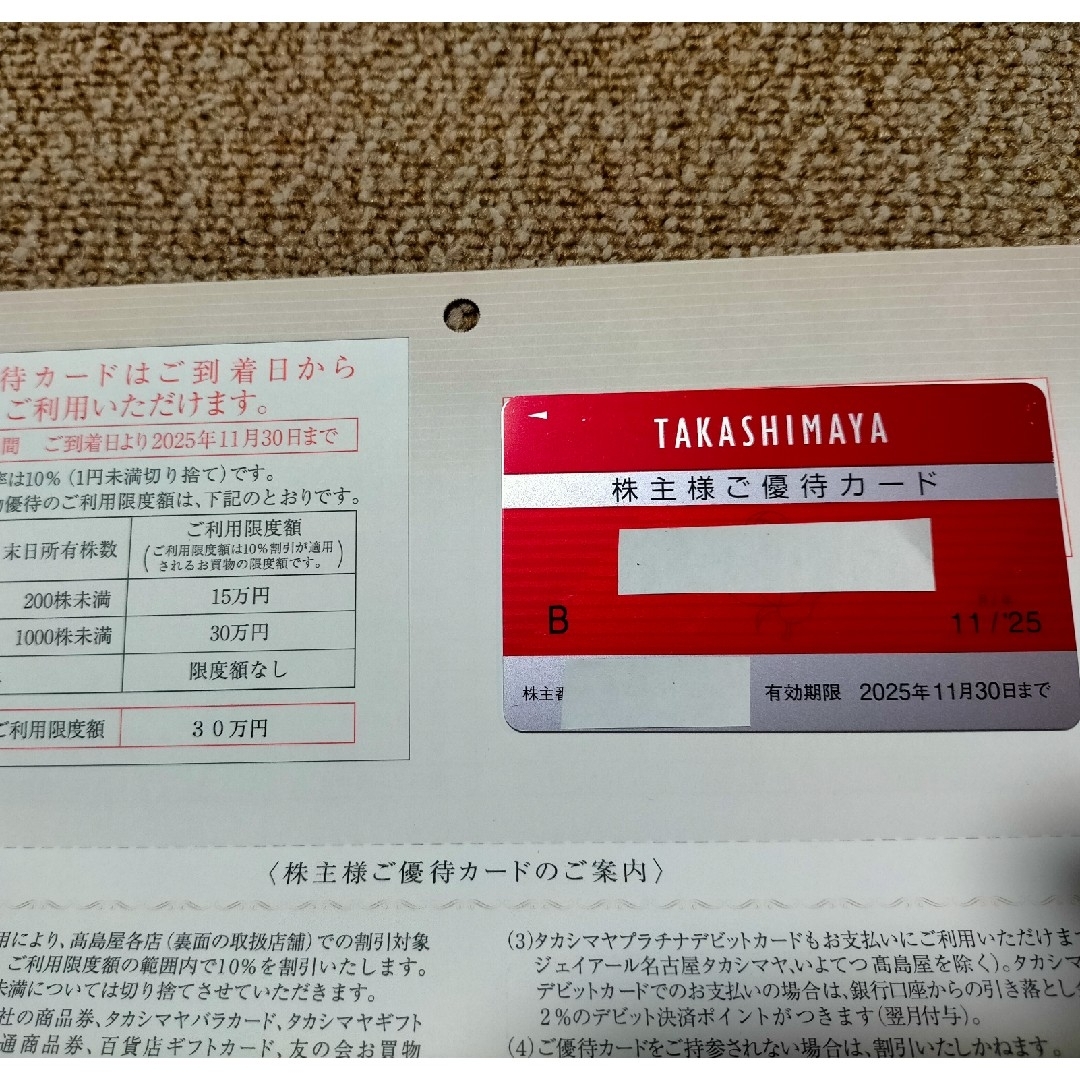 待カードはご到着日から
ご利用いただけます。
間 ご到着日より2025年11月30日まで
率は10%(1円未満切り捨て)です。
物優待のご利用限度額は、下記のとおりです。
末日所有株数
ご利用限度額
(ご利用限度額は10%割引が適用
されるお買物の限度額です。)
200株未満
15万円
1000株未満
30万円
限度額なし
ご利用限度額
30万円
TAKASHIMAYA
株主様ご優待カード
B
11/'25
株主番
有効期限 2025年11月30日まで
〈株主様ご優待カードのご案内〉
用により、髙島屋各店(裏面の取扱店舗)での割引対象
ご利用限度額の範囲内で10%を割引いたします。
未満については切り捨てさせていただきます。
社の商品券、タカシマヤバラカード、タカシマヤギフト
通商品券、百貨店ギフトカード、友の会お買物
(3)タカシマヤプラチナデビットカードもお支払いにご利用いただけま
ジェイアール名古屋タカシマヤ、いよてつ髙島屋を除く)。タカシマ
デビットカードでのお支払いの場合は、銀行口座からの引き落とし
2%のデビット決済ポイントがつきます(翌月付与)。
(4)ご優待カードをご持参されない場合は、割引いたしかねます。